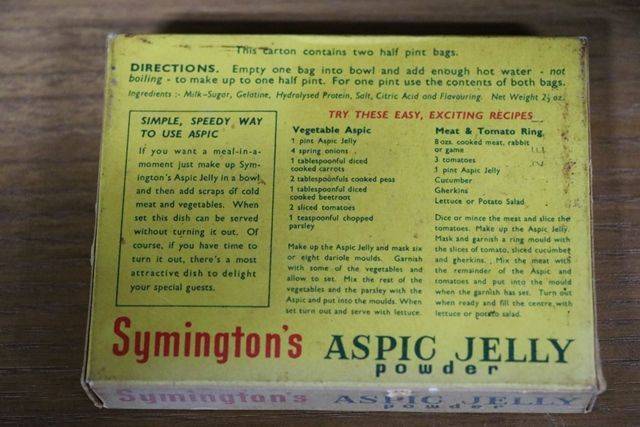 This carton contains two half pint bags.
DIRECTIONS. Empty one bag into bowl and add enough hot water - not
boiling - to make up to one half pint. For one pint use the contents of both bags.
Ingredients :- Milk-Sugar, Gelatine, Hydrolysed Protein, Salt, Citric Acid and Flavouring. Net Weight 2½ oz.
SIMPLE, SPEEDY WAY
TO USE ASPIC
If you want a meal-in-a-
moment just make up Sym-
ington's Aspic Jelly in a bowl
and then add scraps of cold
meat and vegetables. When
set this dish can be served
without turning it out. Of
course, if you have time to
turn it out, there's a most
attractive dish to delight
your special guests.
TRY THESE EASY, EXCITING RECIPES
Vegetable Aspic
1 pint Aspic Jelly
4 spring onions
1 tablespoonful diced
cooked carrots
2 tablespoonfuls cooked peas
1 tablespoonful diced
cooked beetroot
2 sliced tomatoes
1 teaspoonful chopped
parsley
Make up the Aspic Jelly and mask six
or eight dariole moulds. Garnish
with some of the vegetables and
allow to set. Mix the rest of the
vegetables and the parsley with the
Aspic and put into the moulds. When
set turn out and serve with lettuce.
Meat & Tomato Ring
8 ozs. cooked meat, rabbit
or game
3 tomatoes
1 pint Aspic Jelly
Cucumber
Gherkins
Lettuce or Potato Salad
Dice or mince the meat and slice the
tomatoes. Make up the Aspic Jelly.
Mask and garnish a ring mould with
the slices of tomato, sliced cucumber
and gherkins. Mix the meat with
the remainder of the Aspic and
tomatoes and put into the mould
when the garnish has set. Turn out
when ready and fill the centre with
lettuce or potato salad.
Symington's ASPIC JELLY
powder
Symington's ASPIC JELLY
powder